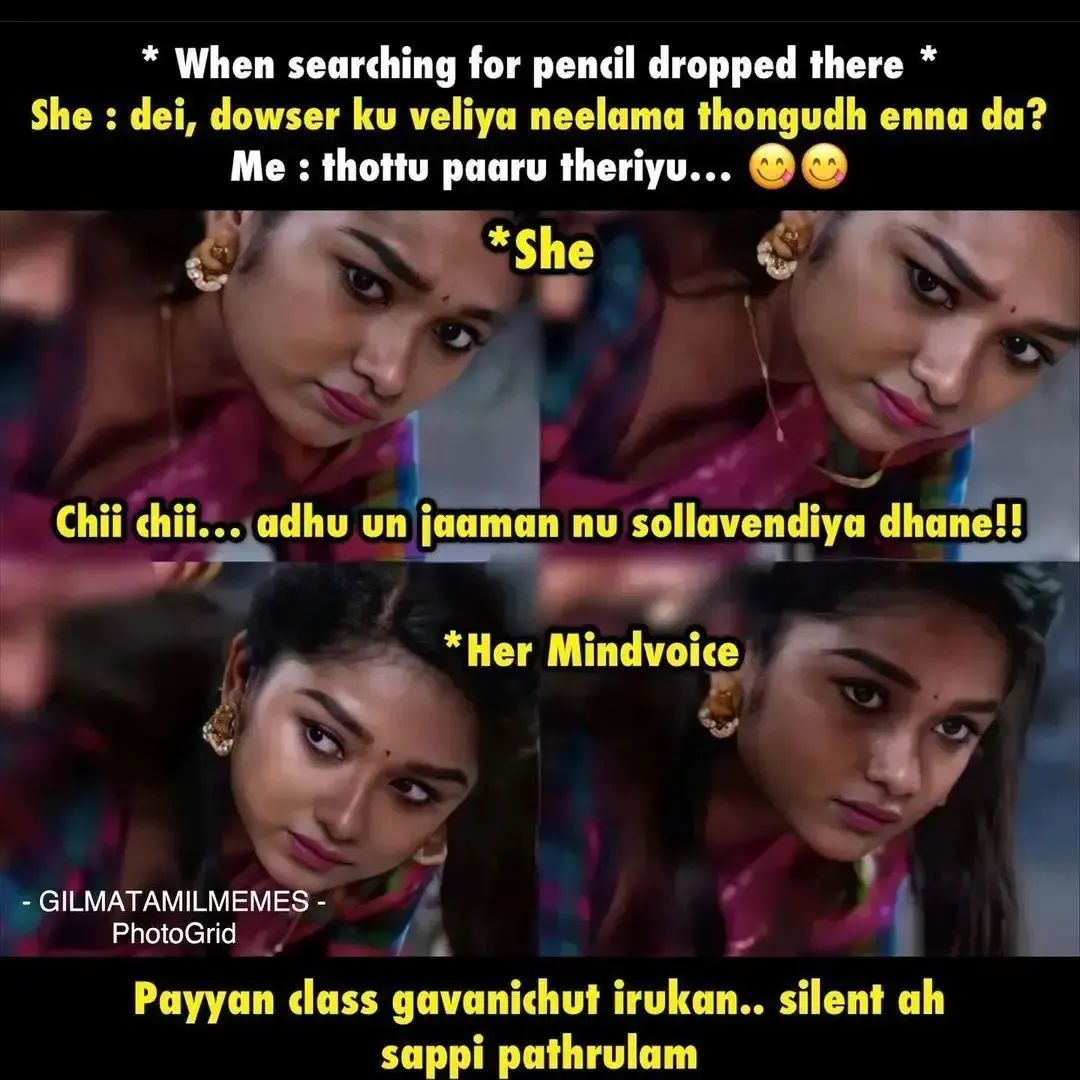 * When searching for pencil dropped there *
She : dei, dowser ku veliya neelama thongudh enna da?
Me : thottu paaru theriyu... 😋😋
*She
Chii chii... adhu un jaaman nu sollavendiya dhane!!
*Her Mindvoice
- GILMATAMILMEMES -
PhotoGrid
Payyan class gavanichut irukan.. silent ah
sappi pathrulam